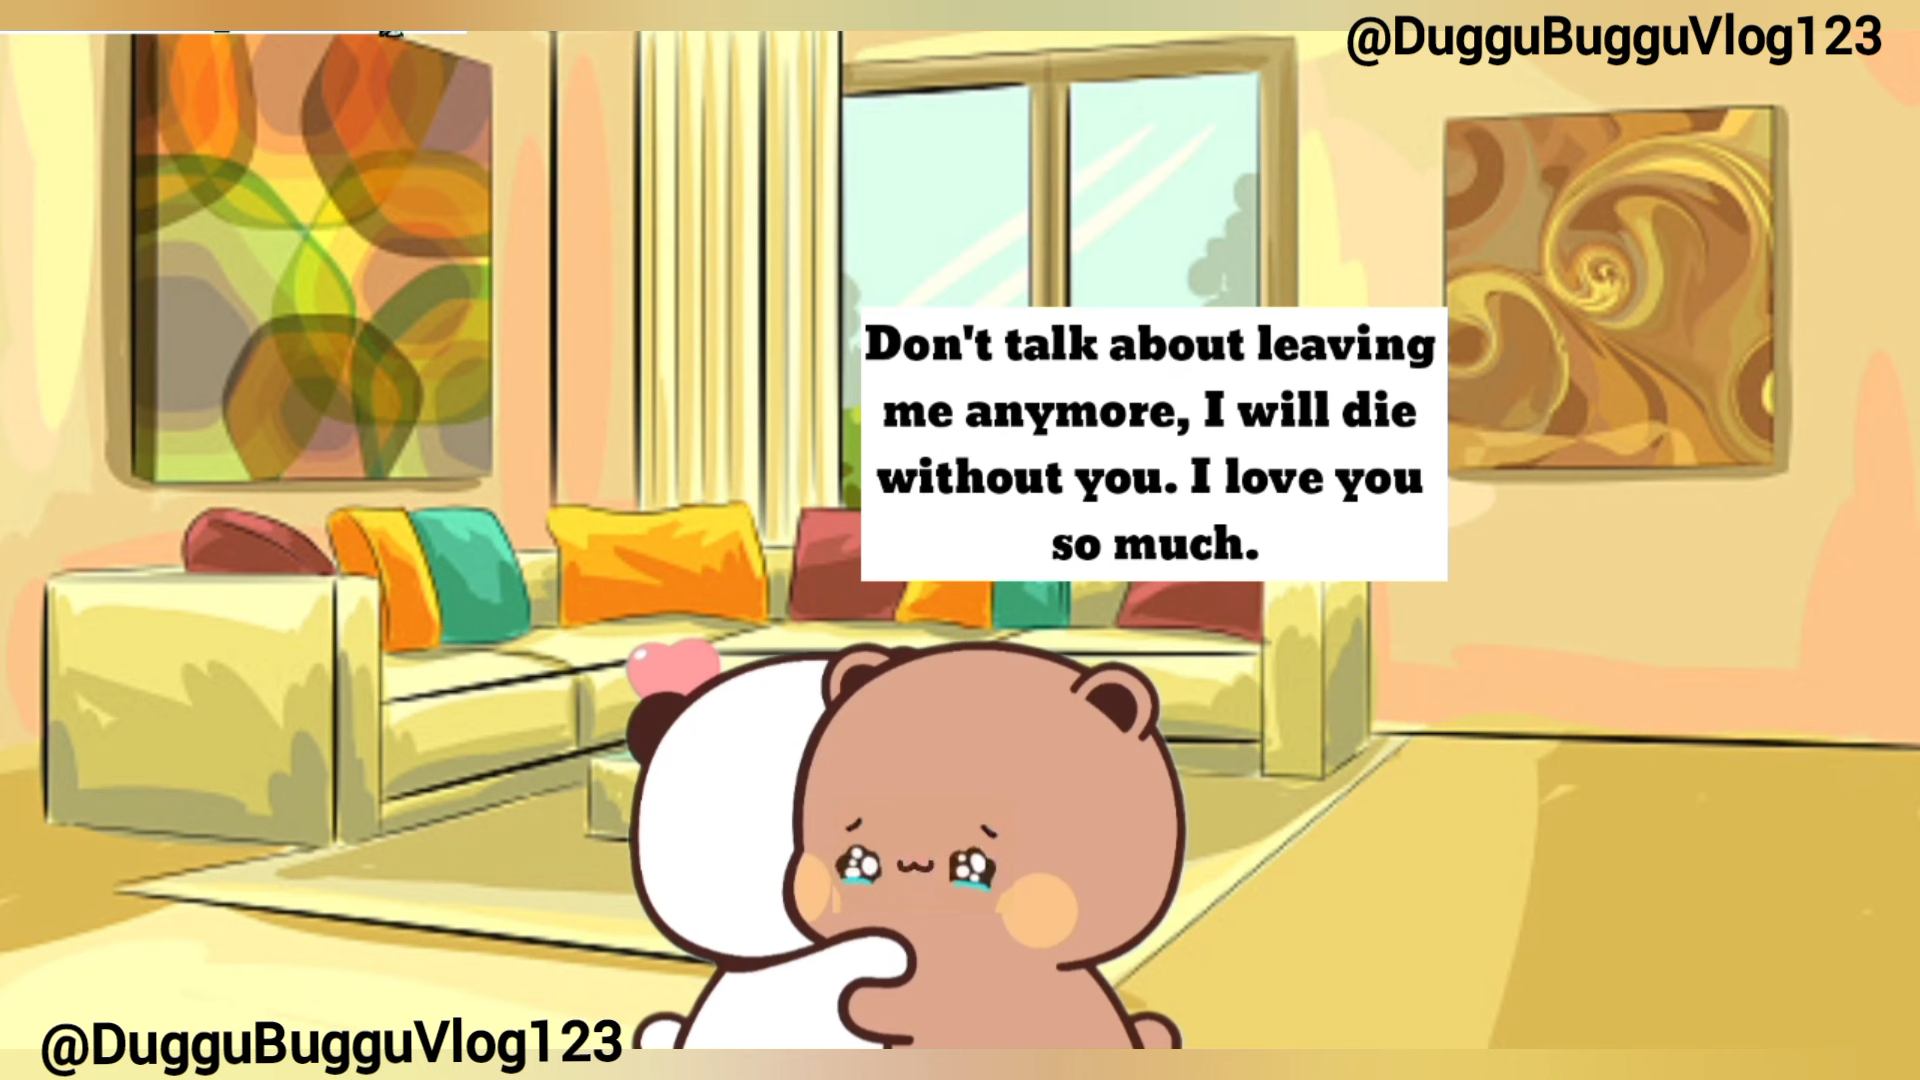 @DugguBugguVlog123
Don't talk about leaving
me anymore, I will die
without you. I love you
so much.
@DugguBugguVlog123